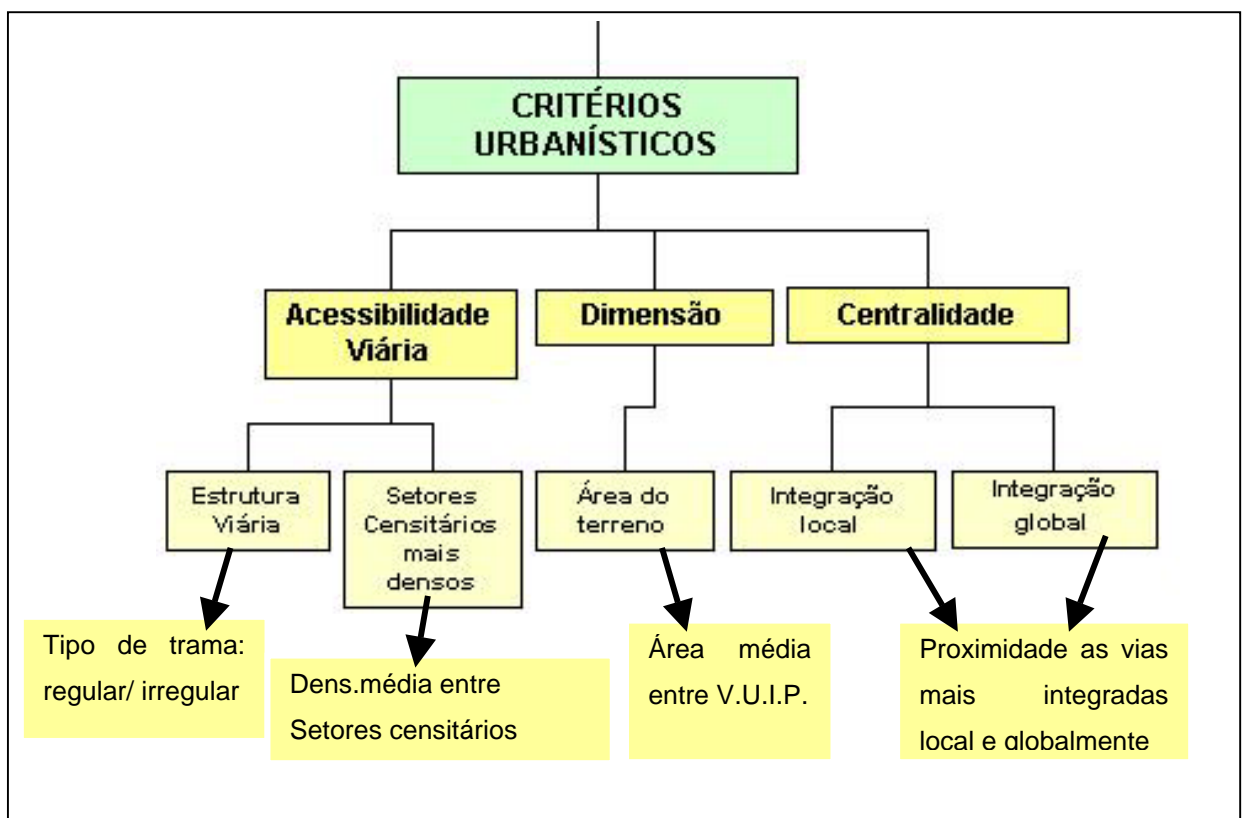 CRITÉRIOS
URBANÍSTICOS
Acessibilidade
Viária
Dimensão
Centralidade
Estrutura
Viária
Setores
Censitários
mais
densos
Área do
terreno
Integração
local
Integração
global
Tipo de trama:
regular/ irregular
Dens.média entre
Setores censitários
Área média
entre V.U.I.P.
Proximidade as vias
mais integradas
local e globalmente